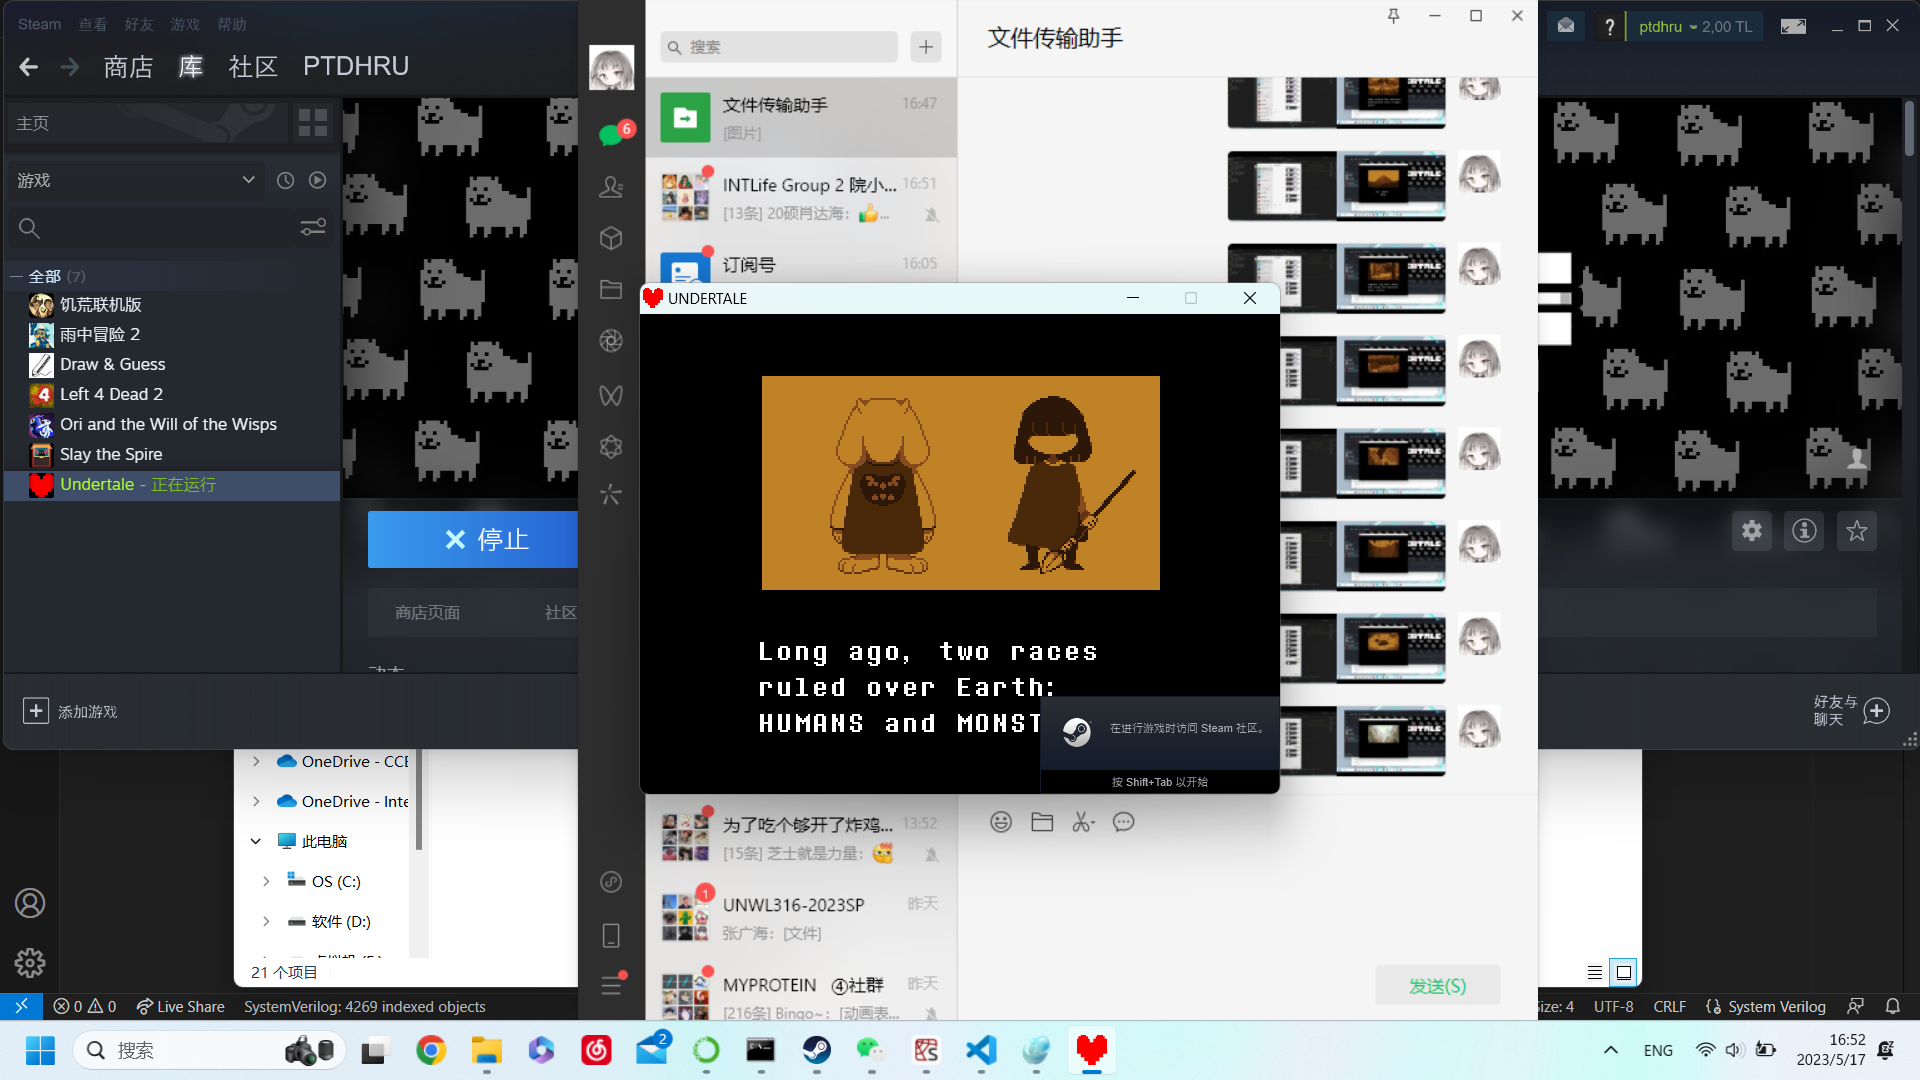 Steam 查看 好友 游戏 帮助
商店 库 社区 PTDHRU
主页
游戏
全部 (7)
饥荒联机版
雨中冒险 2
Draw & Guess
Left 4 Dead 2
Ori and the Will of the Wisps
Slay the Spire
Undertale - 正在运行
停止
商店页面 社区
添加游戏
ptdhru 2,00 TL
好友与
聊天
搜索
6
文件传输助手 16:47
[图片]
INTLife Group 2 院小... 16:51
[13条] 20硕肖达海: ...
订阅号 16:05
为了吃个够开了炸鸡... 13:52
[15条] 芝士就是力量:
1
UNWL316-2023SP 昨天
张广海: [文件]
MYPROTEIN ④社群 昨天
[216条] Bingo~: [动画表...
文件传输助手
发送(S)
UNDERTALE
Long ago, two races
ruled over Earth:
HUMANS and MONST
在进行游戏时访问 Steam 社区。
按 Shift+Tab 以开始
OneDrive - CCE
OneDrive - Inte
此电脑
OS (C:)
软件 (D:)
21 个项目
0 0 Live Share SystemVerilog: 4269 indexed objects
Size: 4 UTF-8 CRLF System Verilog
搜索
2
ENG
16:52
2023/5/17